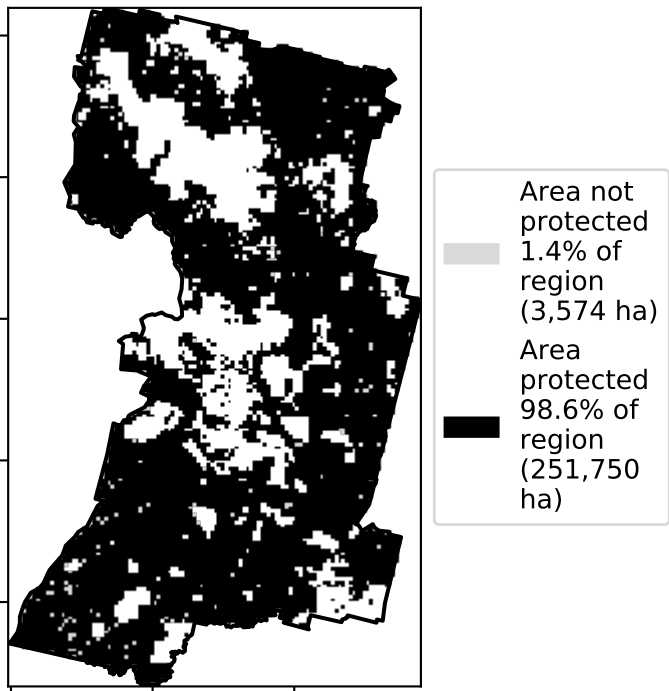 Area not
protected
1.4% of
region
(3,574 ha)
Area
protected
98.6% of
region
(251,750
ha)